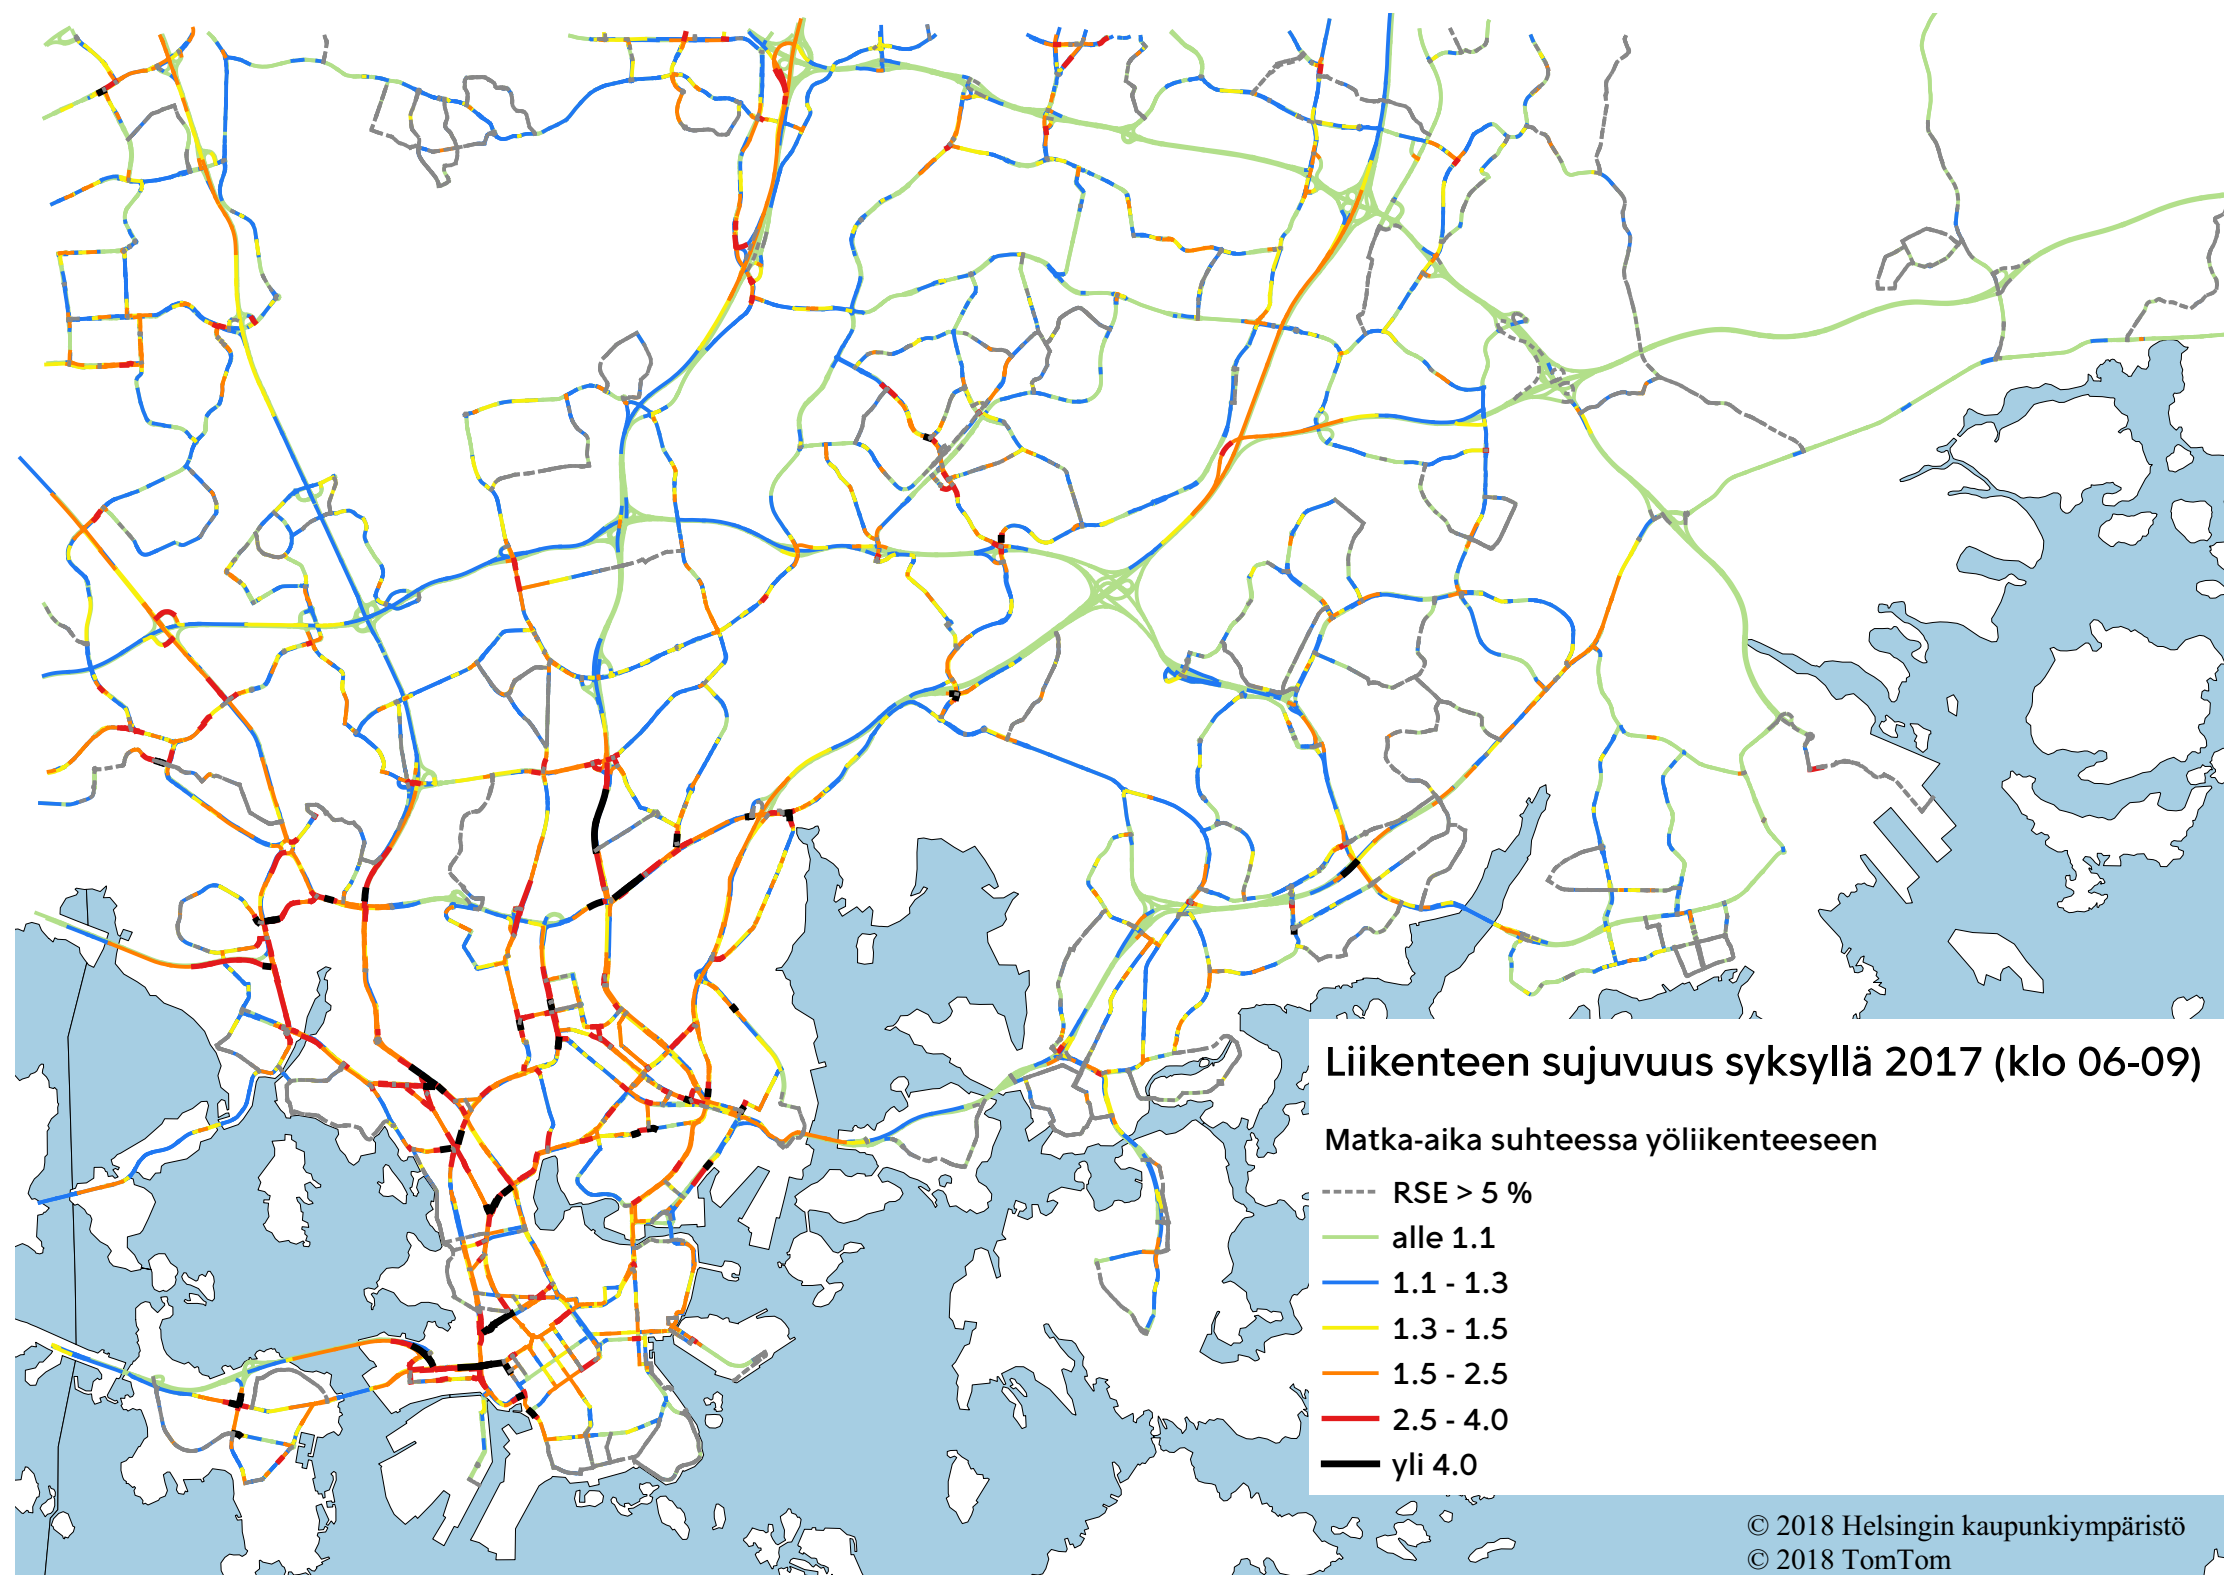 Liikenteen sujuvuus syksyllä 2017 (klo 06-09)
Matka-aika suhteessa yöliikenteeseen
RSE > 5 %
alle 1.1
1.1 - 1.3
1.3 - 1.5
1.5 - 2.5
2.5 - 4.0
yli 4.0
© 2018 Helsingin kaupunkiympäristö
© 2018 TomTom